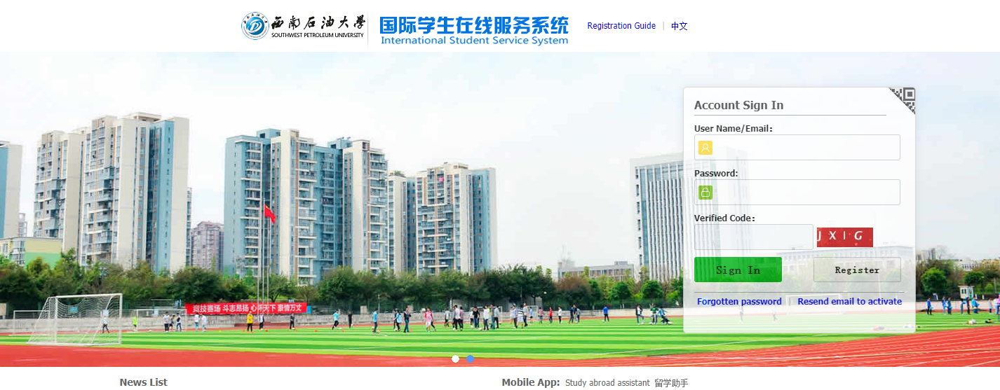 西南石油大学
SOUTHWEST PETROLEUM UNIVERSITY
国际学生在线服务系统
International Student Service System
Registration Guide | 中文
Account Sign In
User Name/Email:
Password:
Verified Code:
J X I G
Sign In
Register
Forgotten password
Resend email to activate
竞技赛场 斗志昂扬 心怀天下 豪情万丈
News List
Mobile App: Study abroad assistant 留学助手